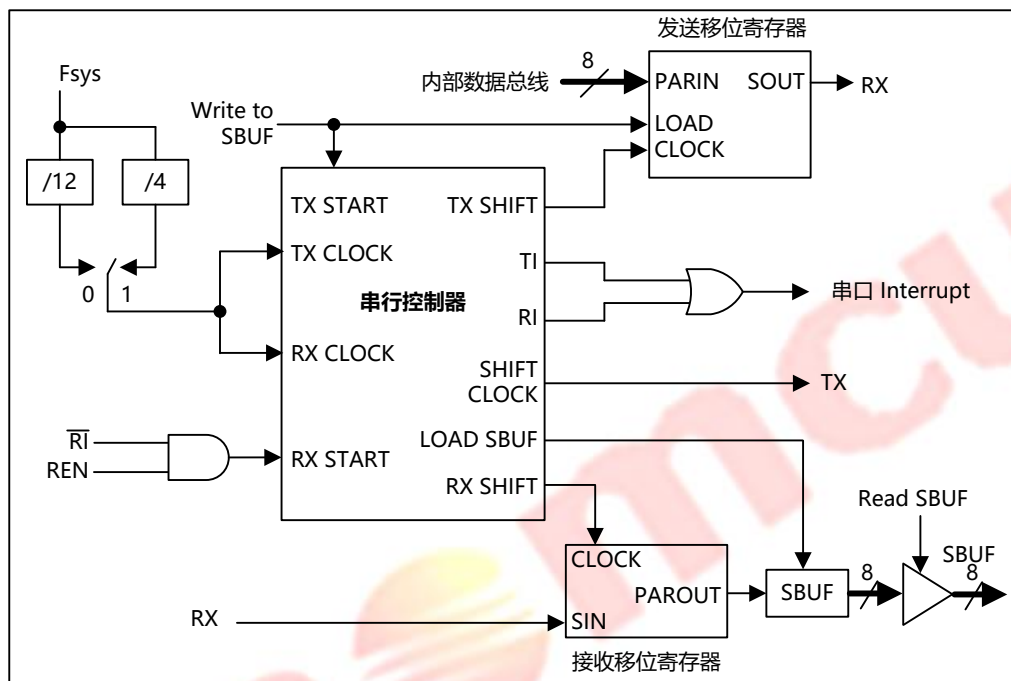 发送移位寄存器
Fsys
8
内部数据总线
PARIN
SOUT
RX
Write to
SBUF
LOAD
CLOCK
/12
/4
TX START
TX SHIFT
TX CLOCK
TI
0
1
串行控制器
串口 Interrupt
RI
RX CLOCK
SHIFT
CLOCK
TX
RI
REN
LOAD SBUF
RX START
RX SHIFT
Read SBUF
CLOCK
SBUF
8
8
PAROUT
SBUF
RX
SIN
接收移位寄存器
mcu